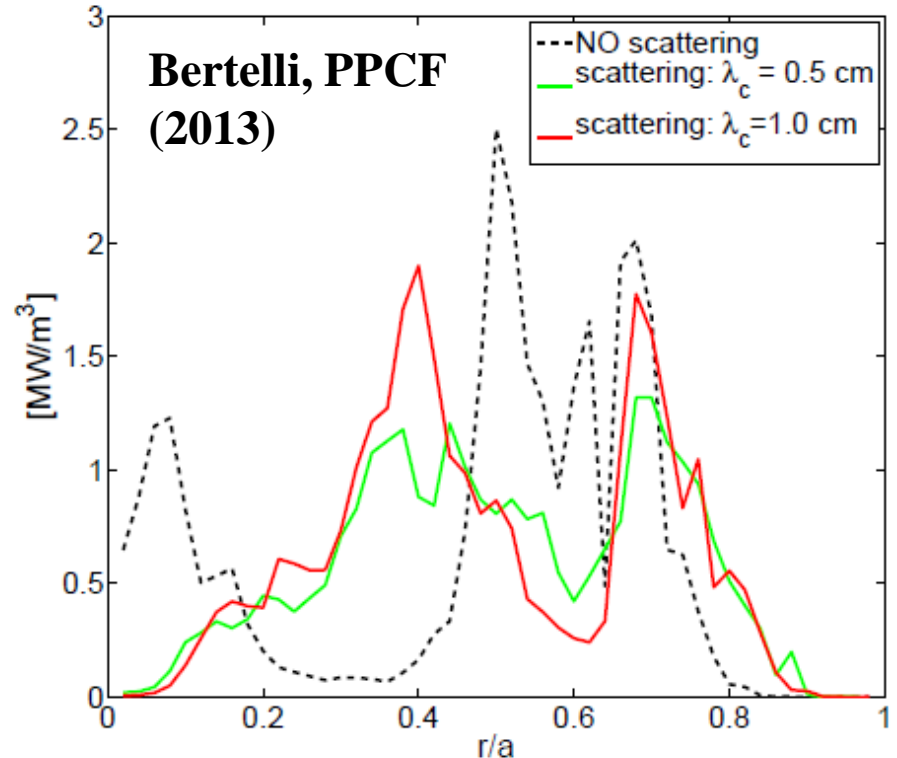 Bertelli, PPCF
(2013)
NO scattering
scattering: λc = 0.5 cm
scattering: λc=1.0 cm
3
2.5
2
1.5
1
0.5
0
[MW/m³]
0
0.2
0.4
0.6
0.8
1
r/a